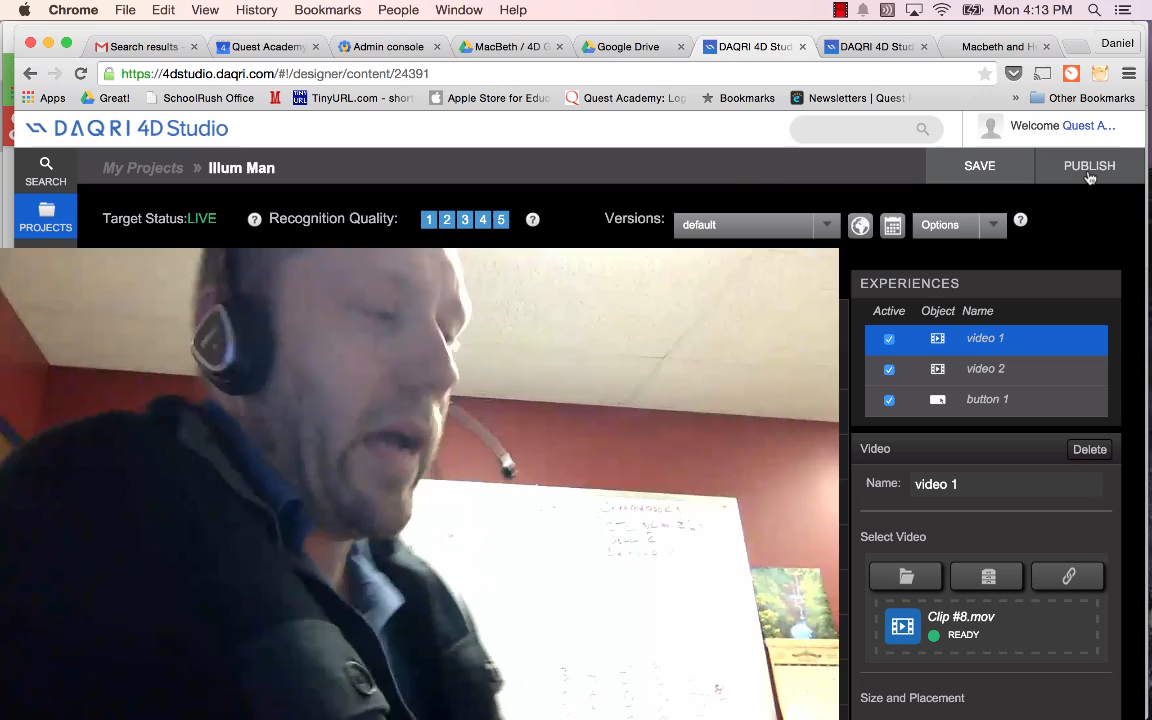 Chrome File Edit View History Bookmarks People Window Help Mon 4:13 PM
Search results - Quest Academy Admin console MacBeth / 4D G Google Drive DAQRI 4D Stud DAQRI 4D Stud Macbeth and He Daniel
https://4dstudio.daqri.com/#!/designer/content/24391
Apps Great! SchoolRush Office TinyURL.com - short Apple Store for Educ Quest Academy: Log Bookmarks Newsletters | Quest » Other Bookmarks
DAQRI 4D Studio Welcome Quest A...
SEARCH My Projects » Illum Man SAVE PUBLISH
PROJECTS Target Status:LIVE ? Recognition Quality: 1 2 3 4 5 ? Versions: default Options ?
EXPERIENCES
Active Object Name
video 1
video 2
button 1
Video Delete
Name: video 1
Select Video
Clip #8.mov
READY
Size and Placement